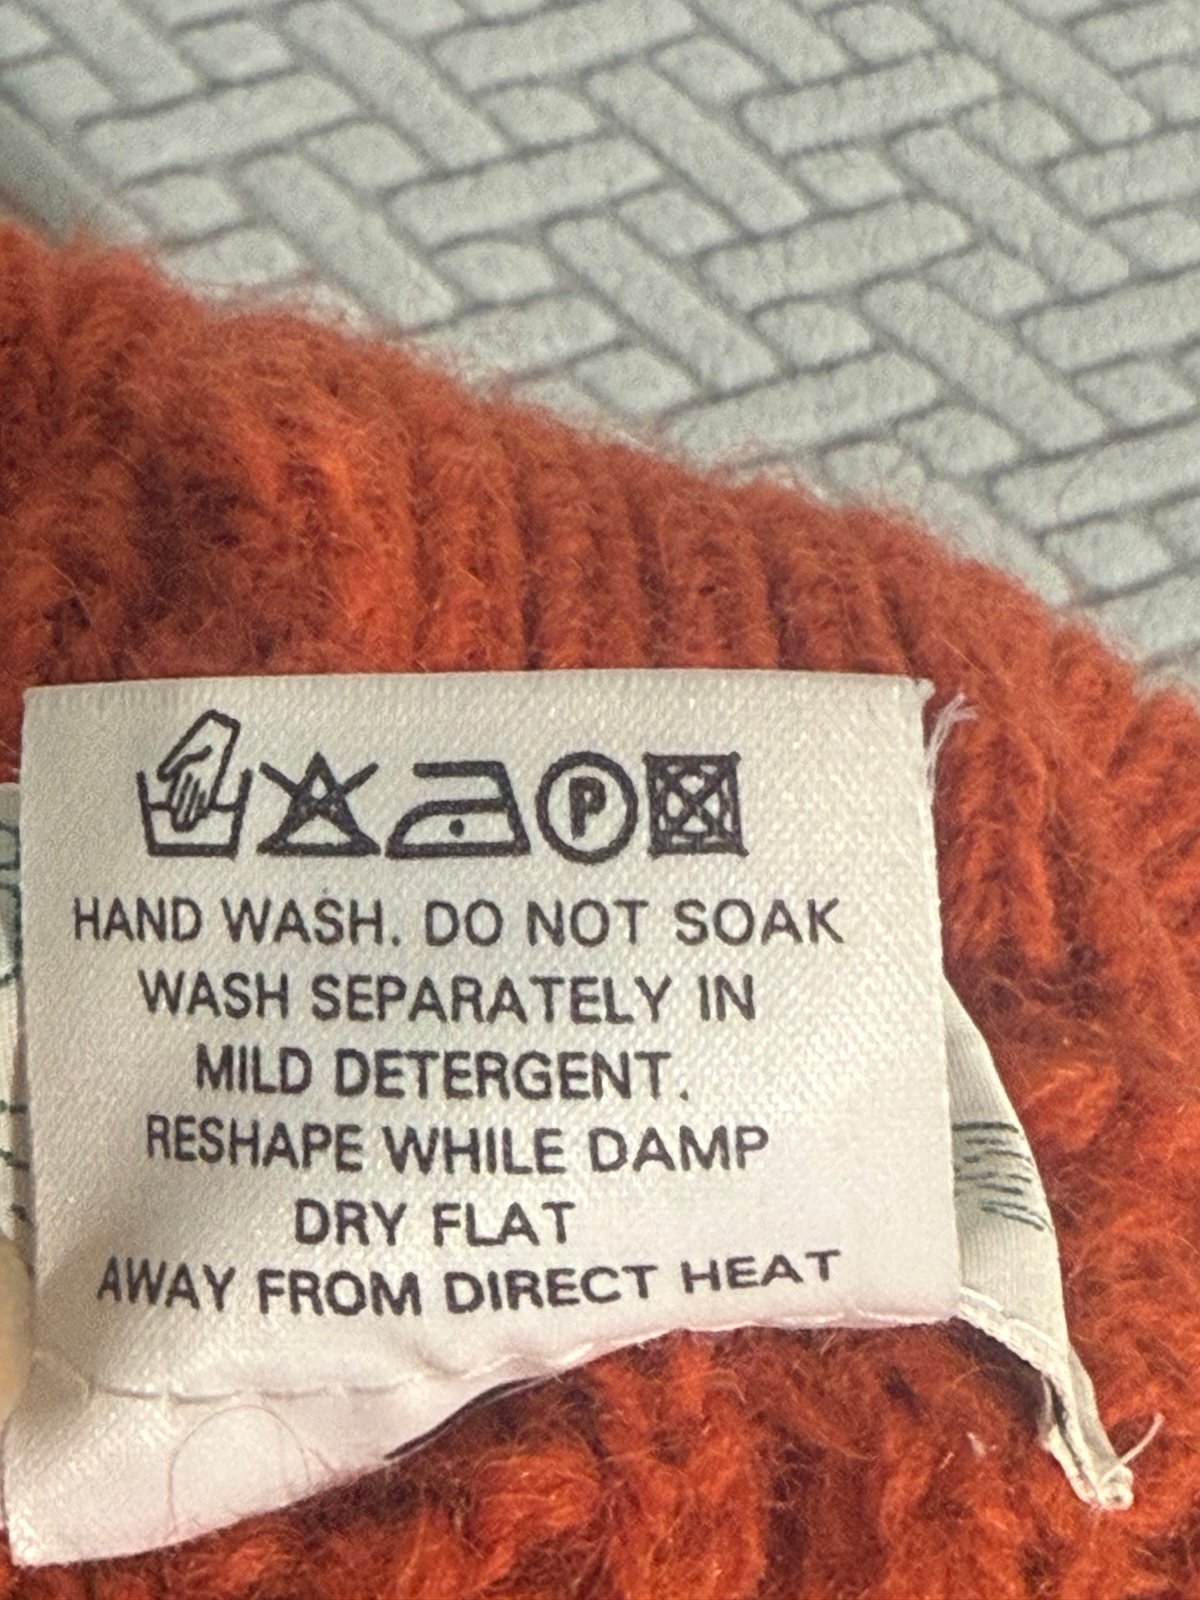 P
HAND WASH. DO NOT SOAK
WASH SEPARATELY IN
MILD DETERGENT.
RESHAPE WHILE DAMP
DRY FLAT
AWAY FROM DIRECT HEAT